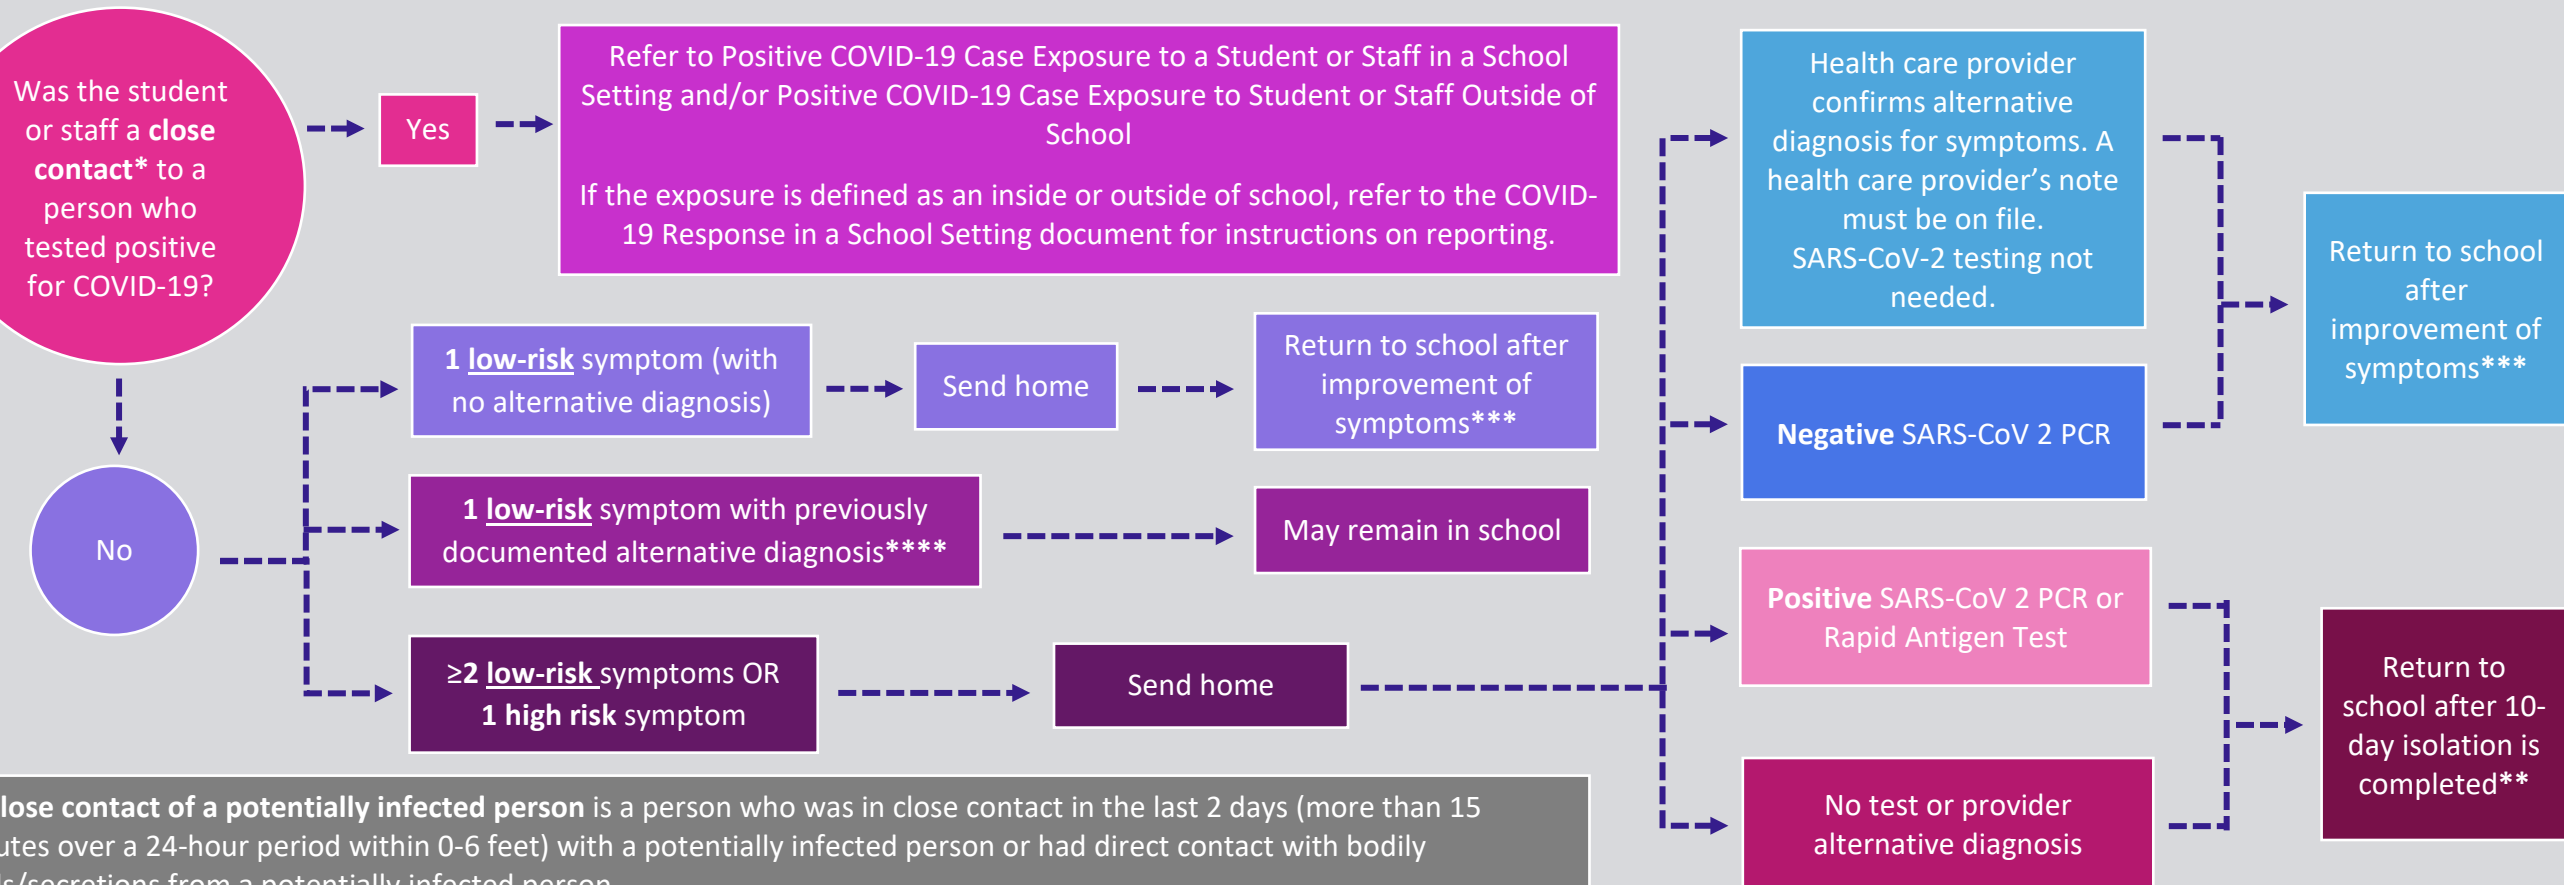 Was the student
or staff a close
contact* to a
person who
tested positive
for COVID-19?
Yes
Refer to Positive COVID-19 Case Exposure to a Student or Staff in a School
Setting and/or Positive COVID-19 Case Exposure to Student or Staff Outside of
School
If the exposure is defined as an inside or outside of school, refer to the COVID-
19 Response in a School Setting document for instructions on reporting.
No
1 low-risk symptom (with
no alternative diagnosis)
Send home
Return to school after
improvement of
symptoms***
1 low-risk symptom with previously
documented alternative diagnosis****
May remain in school
≥2 low-risk symptoms OR
1 high risk symptom
Send home
Health care provider
confirms alternative
diagnosis for symptoms. A
health care provider’s note
must be on file.
SARS-CoV-2 testing not
needed.
Negative SARS-CoV 2 PCR
Return to school
after
improvement of
symptoms***
Positive SARS-CoV 2 PCR or
Rapid Antigen Test
No test or provider
alternative diagnosis
Return to
school after 10-
day isolation is
completed**
lose contact of a potentially infected person is a person who was in close contact in the last 2 days (more than 15
utes over a 24-hour period within 0-6 feet) with a potentially infected person or had direct contact with bodily
ds/secretions from a potentially infected person